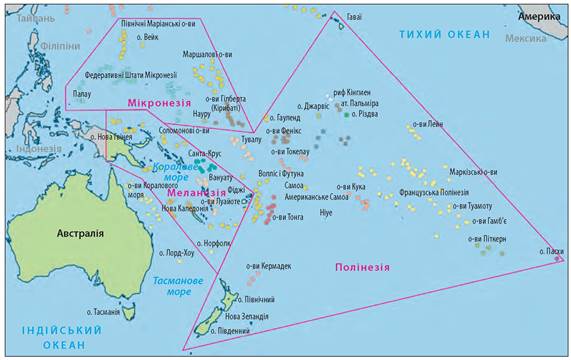 Тайвань
Гаваї
Америка
Північні Маріанські о-ви
о. Вейк
ТИХИЙ ОКЕАН
Мексика
Філіпіни
Маршалові о-ви
Федеративні Штати Мікронезії
Палау
Мікронезія
о-ви Гілберта
(Кірибаті)
Науру
риф Кінгмен
о. Джарвіс
ат. Пальміра
о. Різдва
о. Гауленд
о-ви Фенікс
о-ви Лайн
о. Нова Гвінея
Соломонові о-ви
Тувалу
Індонезія
о-ви Токелау
Санта-Крус
Коралове
море
Волліс і Футуна
Маркізькі о-ви
о-ви Коралового
моря
Вануату
Меланезія
Фіджі
Самоа
о-ви Кука
Французька Полінезія
Американське Самоа
о-ви Луайоте
Нова Каледонія
о-ви Туамоту
о-ви Тонга
Ніуе
о-ви Гамб'є
Австралія
о-ви Піткерн
о. Норфолк
о. Лорд-Хоу
о. Пасхи
Полінезія
о-ви Кермадек
Тасманове
море
о. Північний
о. Тасманія
Нова Зеландія
о. Південний
ІНДІЙСЬКИЙ
ОКЕАН